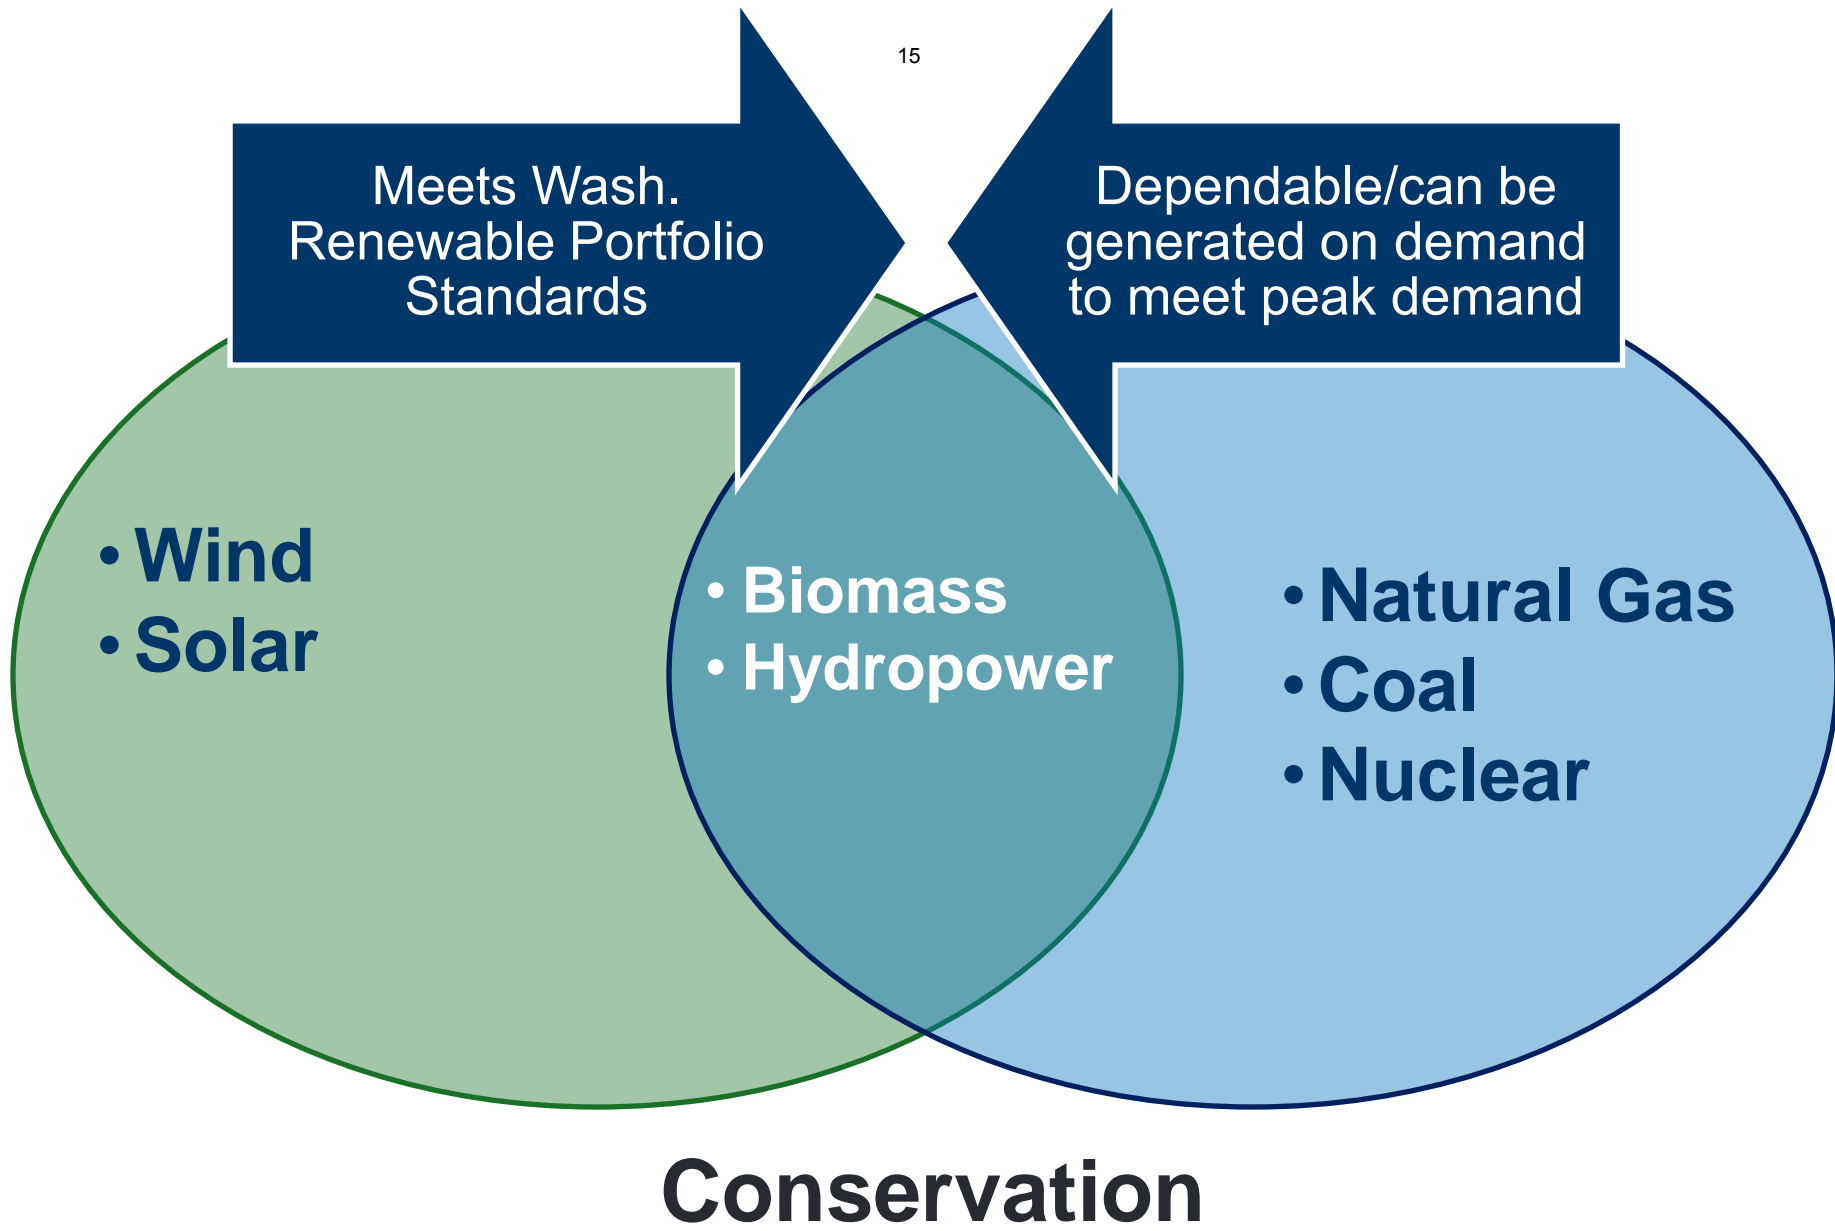 15
Meets Wash.
Renewable Portfolio
Standards
Dependable/can be
generated on demand
to meet peak demand
• Wind
• Solar
• Biomass
• Hydropower
• Natural Gas
• Coal
• Nuclear
Conservation